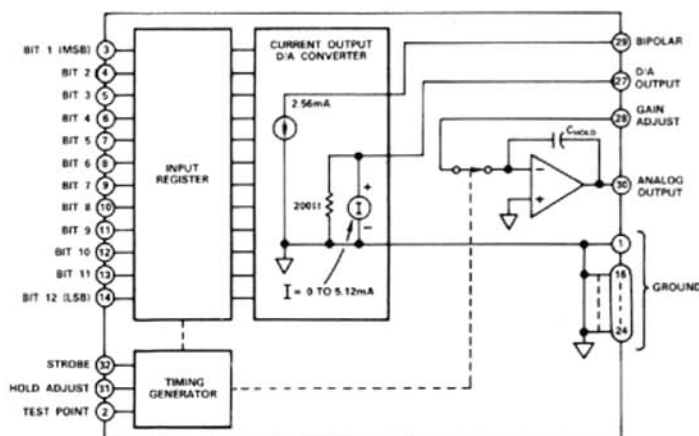 BIT 1 (MSB) 3
BIT 2 4
BIT 3 5
BIT 4 6
BIT 5 7
BIT 6 8
BIT 7 9
BIT 8 10
BIT 9 11
BIT 10 12
BIT 11 13
BIT 12 (LSB) 14
STROBE 32
HOLD ADJUST 31
TEST POINT 2
INPUT
REGISTER
TIMING
GENERATOR
CURRENT OUTPUT
D/A CONVERTER
2.56mA
200Ω
+
I
−
I = 0 TO 5.12mA
CHOLD
−
+
29 BIPOLAR
27 D/A
OUTPUT
28 GAIN
ADJUST
30 ANALOG
OUTPUT
1
16
24
GROUND